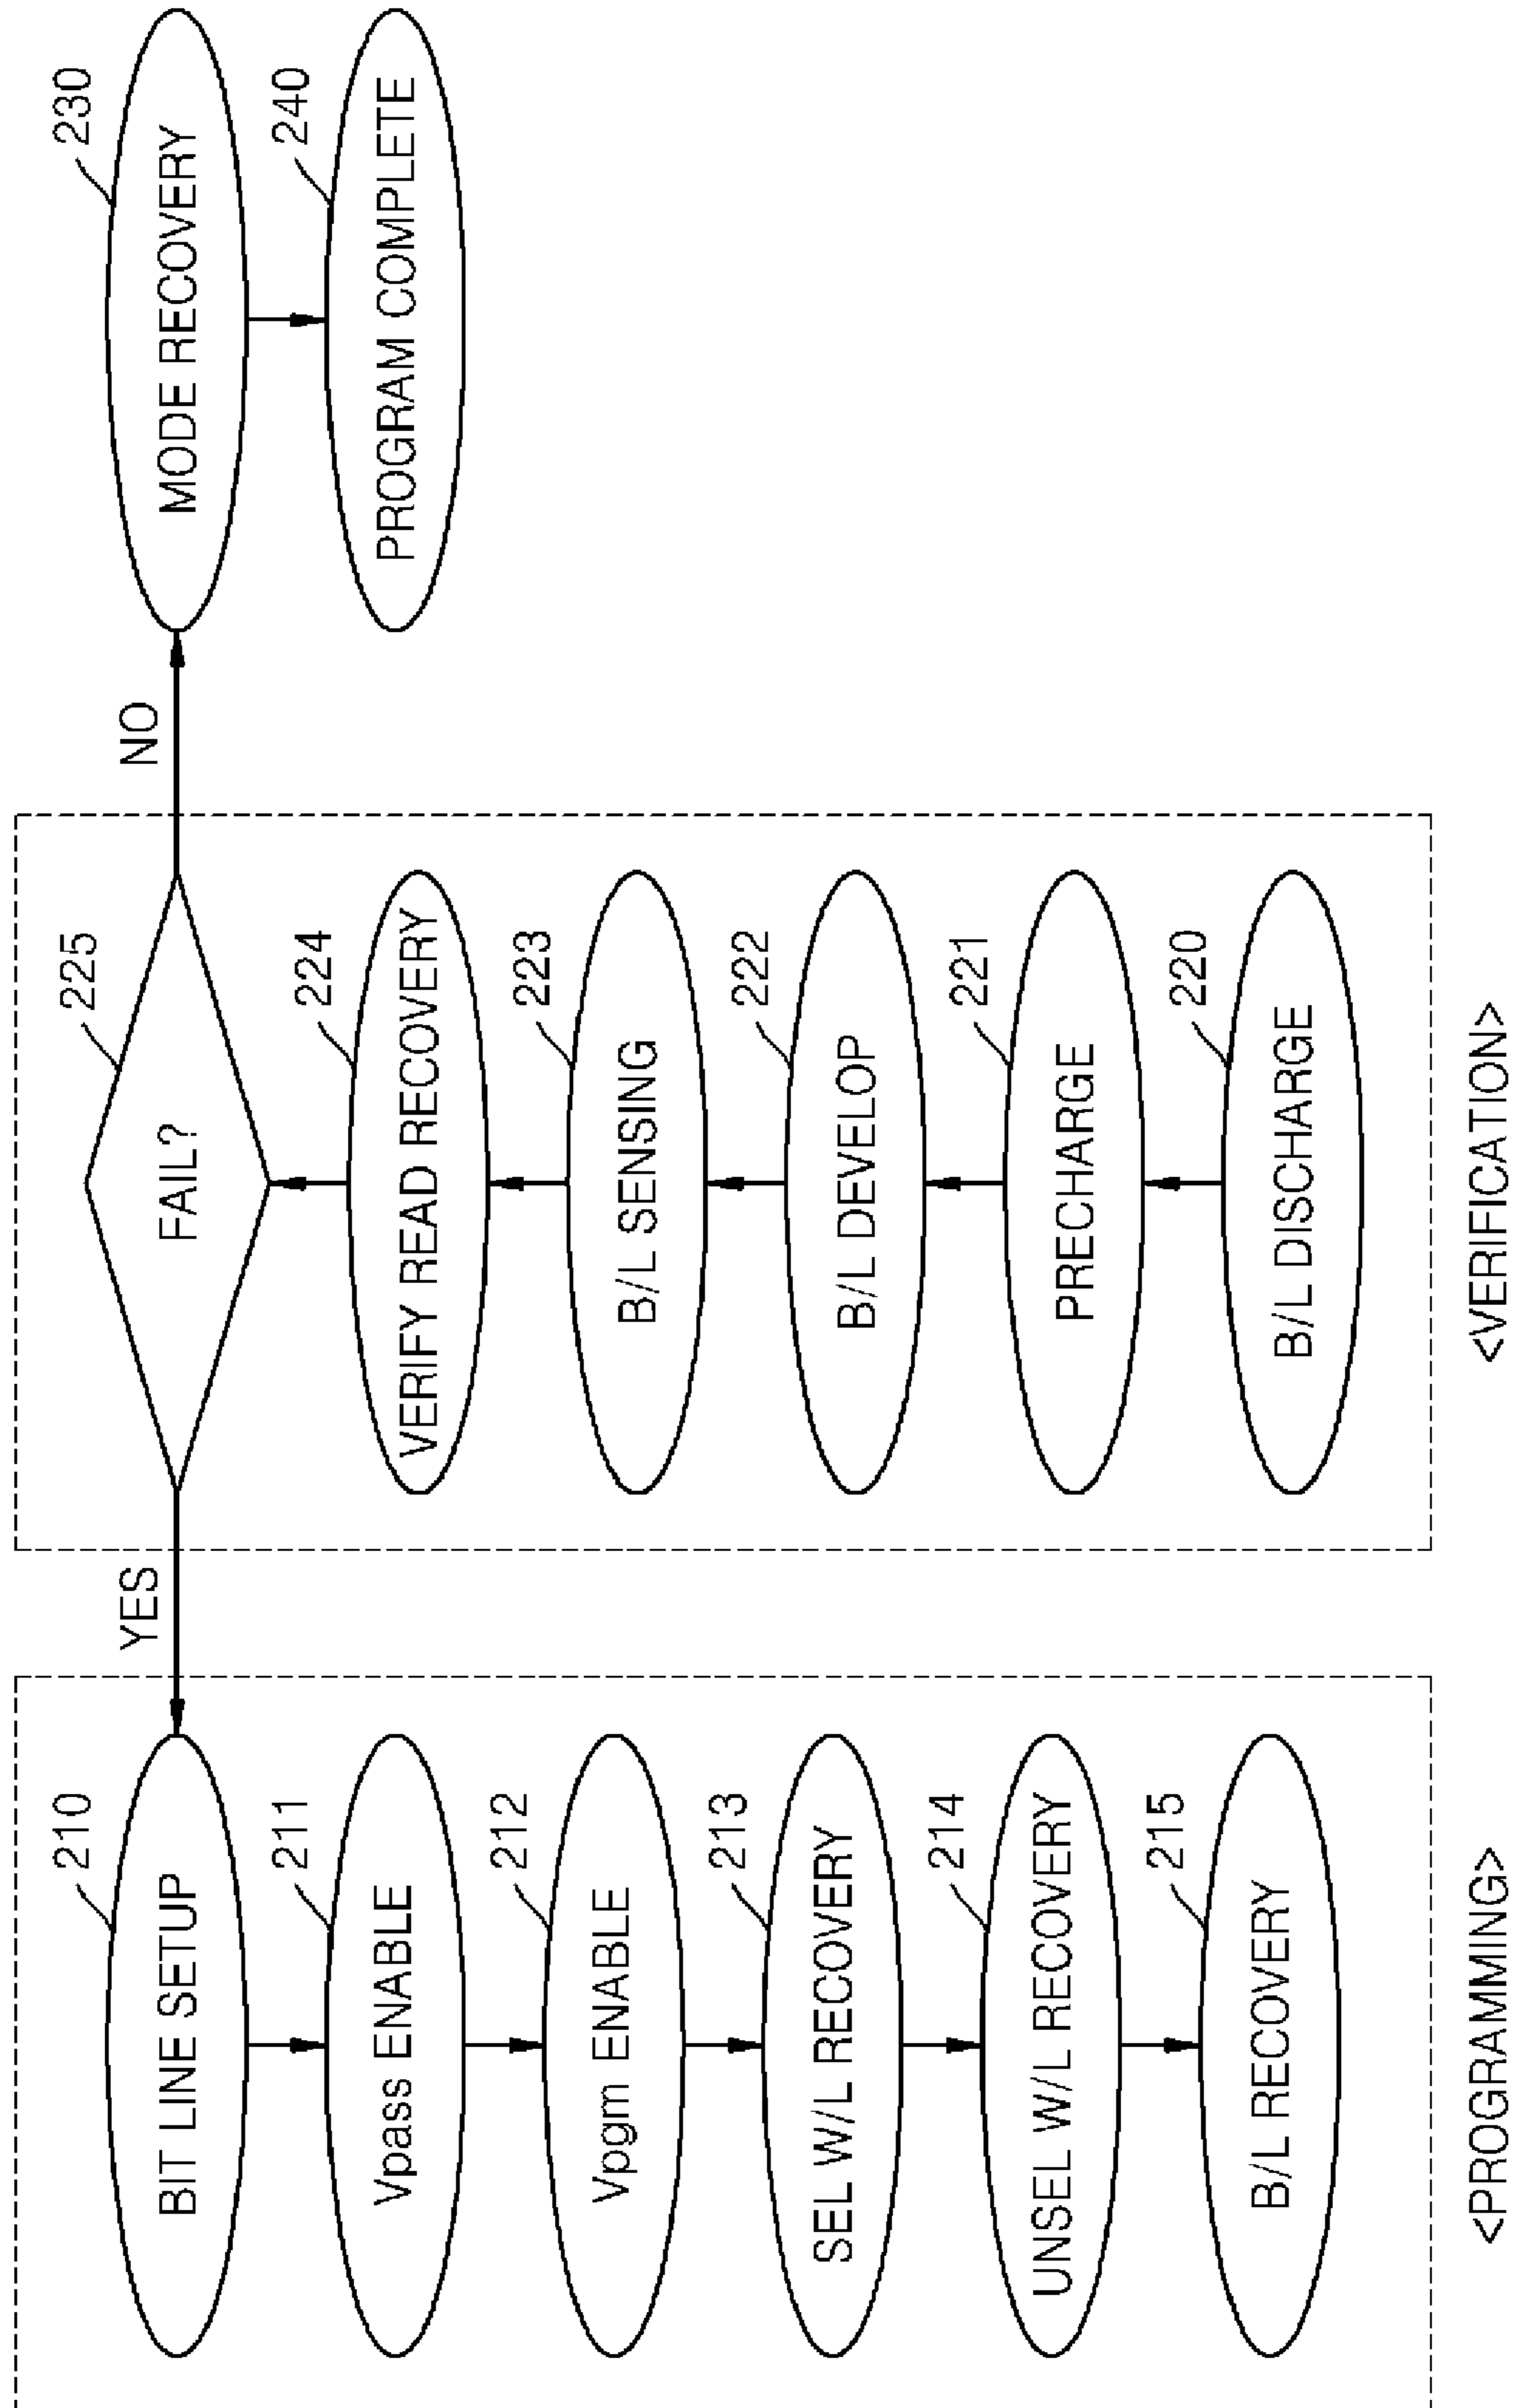 210
BIT LINE SETUP
211
Vpass ENABLE
212
Vpgm ENABLE
213
SEL W/L RECOVERY
214
UNSEL W/L RECOVERY
215
B/L RECOVERY
<PROGRAMMING>
YES
225
FAIL?
224
VERIFY READ RECOVERY
223
B/L SENSING
222
B/L DEVELOP
221
PRECHARGE
220
B/L DISCHARGE
<VERIFICATION>
NO
230
MODE RECOVERY
240
PROGRAM COMPLETE